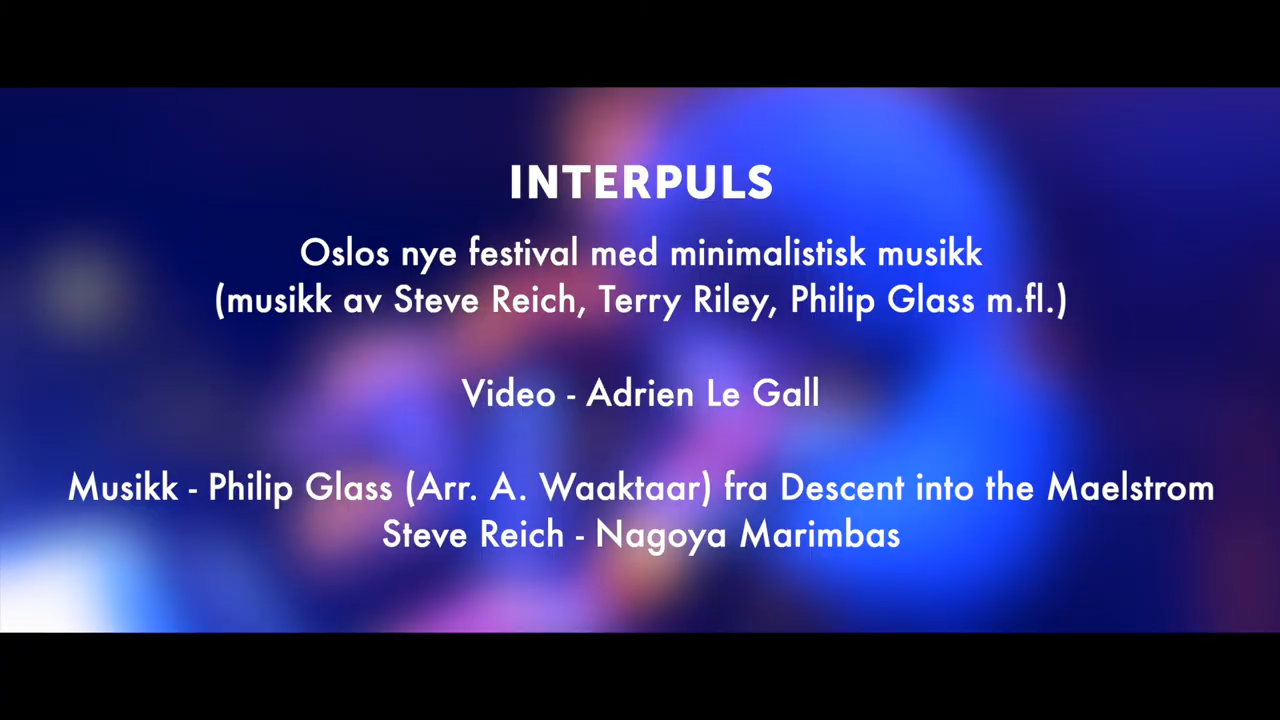 INTERPULS
Oslos nye festival med minimalistisk musikk
(musikk av Steve Reich, Terry Riley, Philip Glass m.fl.)
Video - Adrien Le Gall
Musikk - Philip Glass (Arr. A. Waaktaar) fra Descent into the Maelstrom
Steve Reich - Nagoya Marimbas